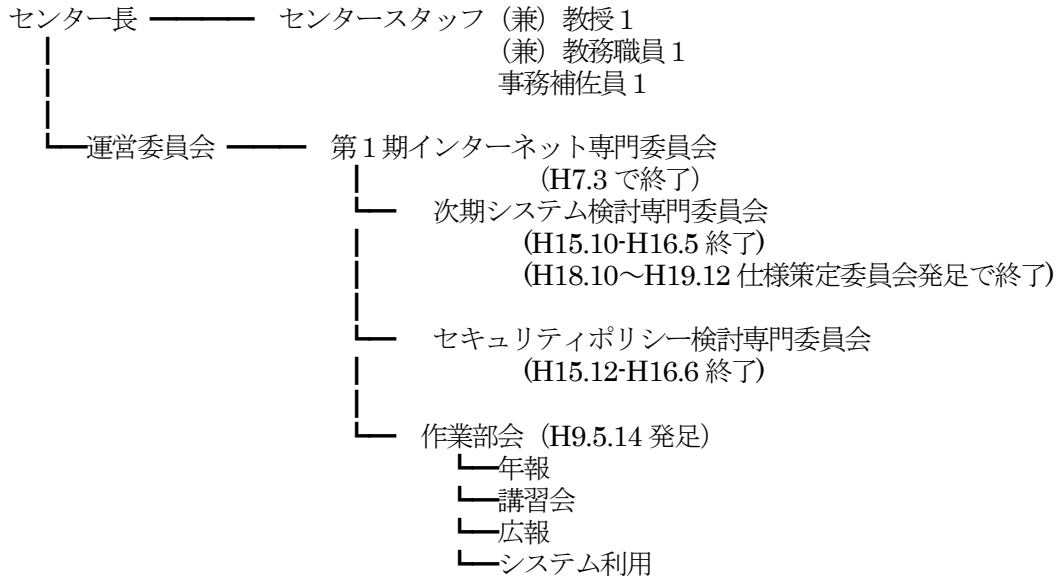 センター長 センタースタッフ (兼) 教授1
(兼) 教務職員1
事務補佐員1
運営委員会 第1期インターネット専門委員会
(H7.3 で終了)
次期システム検討専門委員会
(H15.10-H16.5 終了)
(H18.10～H19.12 仕様策定委員会発足で終了)
セキュリティポリシー検討専門委員会
(H15.12-H16.6 終了)
作業部会 (H9.5.14 発足)
年報
講習会
広報
システム利用